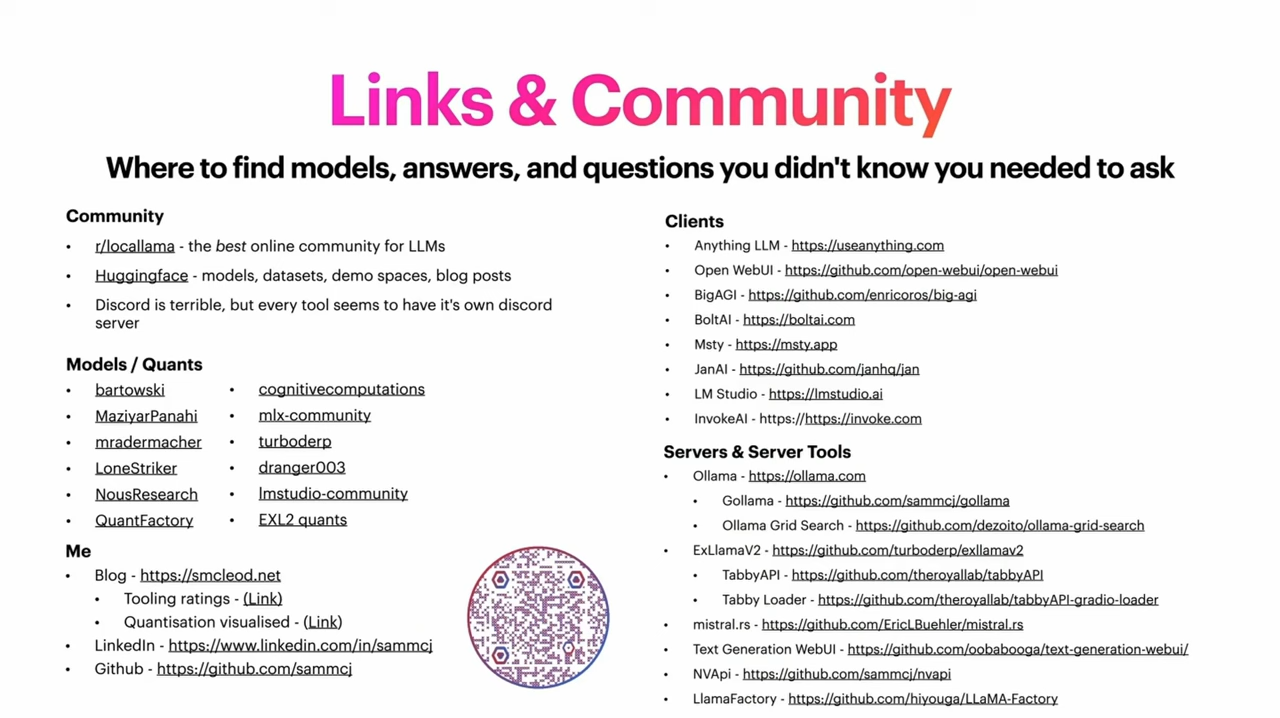 Links & Community
Where to find models, answers, and questions you didn't know you needed to ask
Community
• r/locallama - the best online community for LLMs
• Huggingface - models, datasets, demo spaces, blog posts
• Discord is terrible, but every tool seems to have it's own discord
server
Models / Quants
• bartowski
• MaziyarPanahi
• mradermacher
• LoneStriker
• NousResearch
• QuantFactory
• cognitivecomputations
• mlx-community
• turboderp
• dranger003
• lmstudio-community
• EXL2 quants
Me
• Blog - https://smcleod.net
• Tooling ratings - (Link)
• Quantisation visualised - (Link)
• LinkedIn - https://www.linkedin.com/in/sammcj
• Github - https://github.com/sammcj
Clients
• Anything LLM - https://useanything.com
• Open WebUI - https://github.com/open-webui/open-webui
• BigAGI - https://github.com/enricoros/big-agi
• BoltAI - https://boltai.com
• Msty - https://msty.app
• JanAI - https://github.com/janhq/jan
• LM Studio - https://lmstudio.ai
• InvokeAI - https://https://invoke.com
Servers & Server Tools
• Ollama - https://ollama.com
• Gollama - https://github.com/sammcj/gollama
• Ollama Grid Search - https://github.com/dezoito/ollama-grid-search
• ExLlamaV2 - https://github.com/turboderp/exllamav2
• TabbyAPI - https://github.com/theroyallab/tabbyAPI
• Tabby Loader - https://github.com/theroyallab/tabbyAPI-gradio-loader
• mistral.rs - https://github.com/EricLBuehler/mistral.rs
• Text Generation WebUI - https://github.com/oobabooga/text-generation-webui/
• NVApi - https://github.com/sammcj/nvapi
• LlamaFactory - https://github.com/hiyouga/LLaMA-Factory